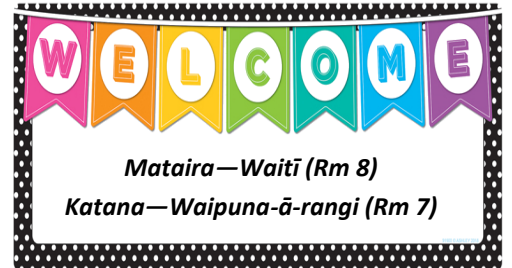 WELCOME
Mataira—Waitī (Rm 8)
Katana—Waipuna-ā-rangi (Rm 7)